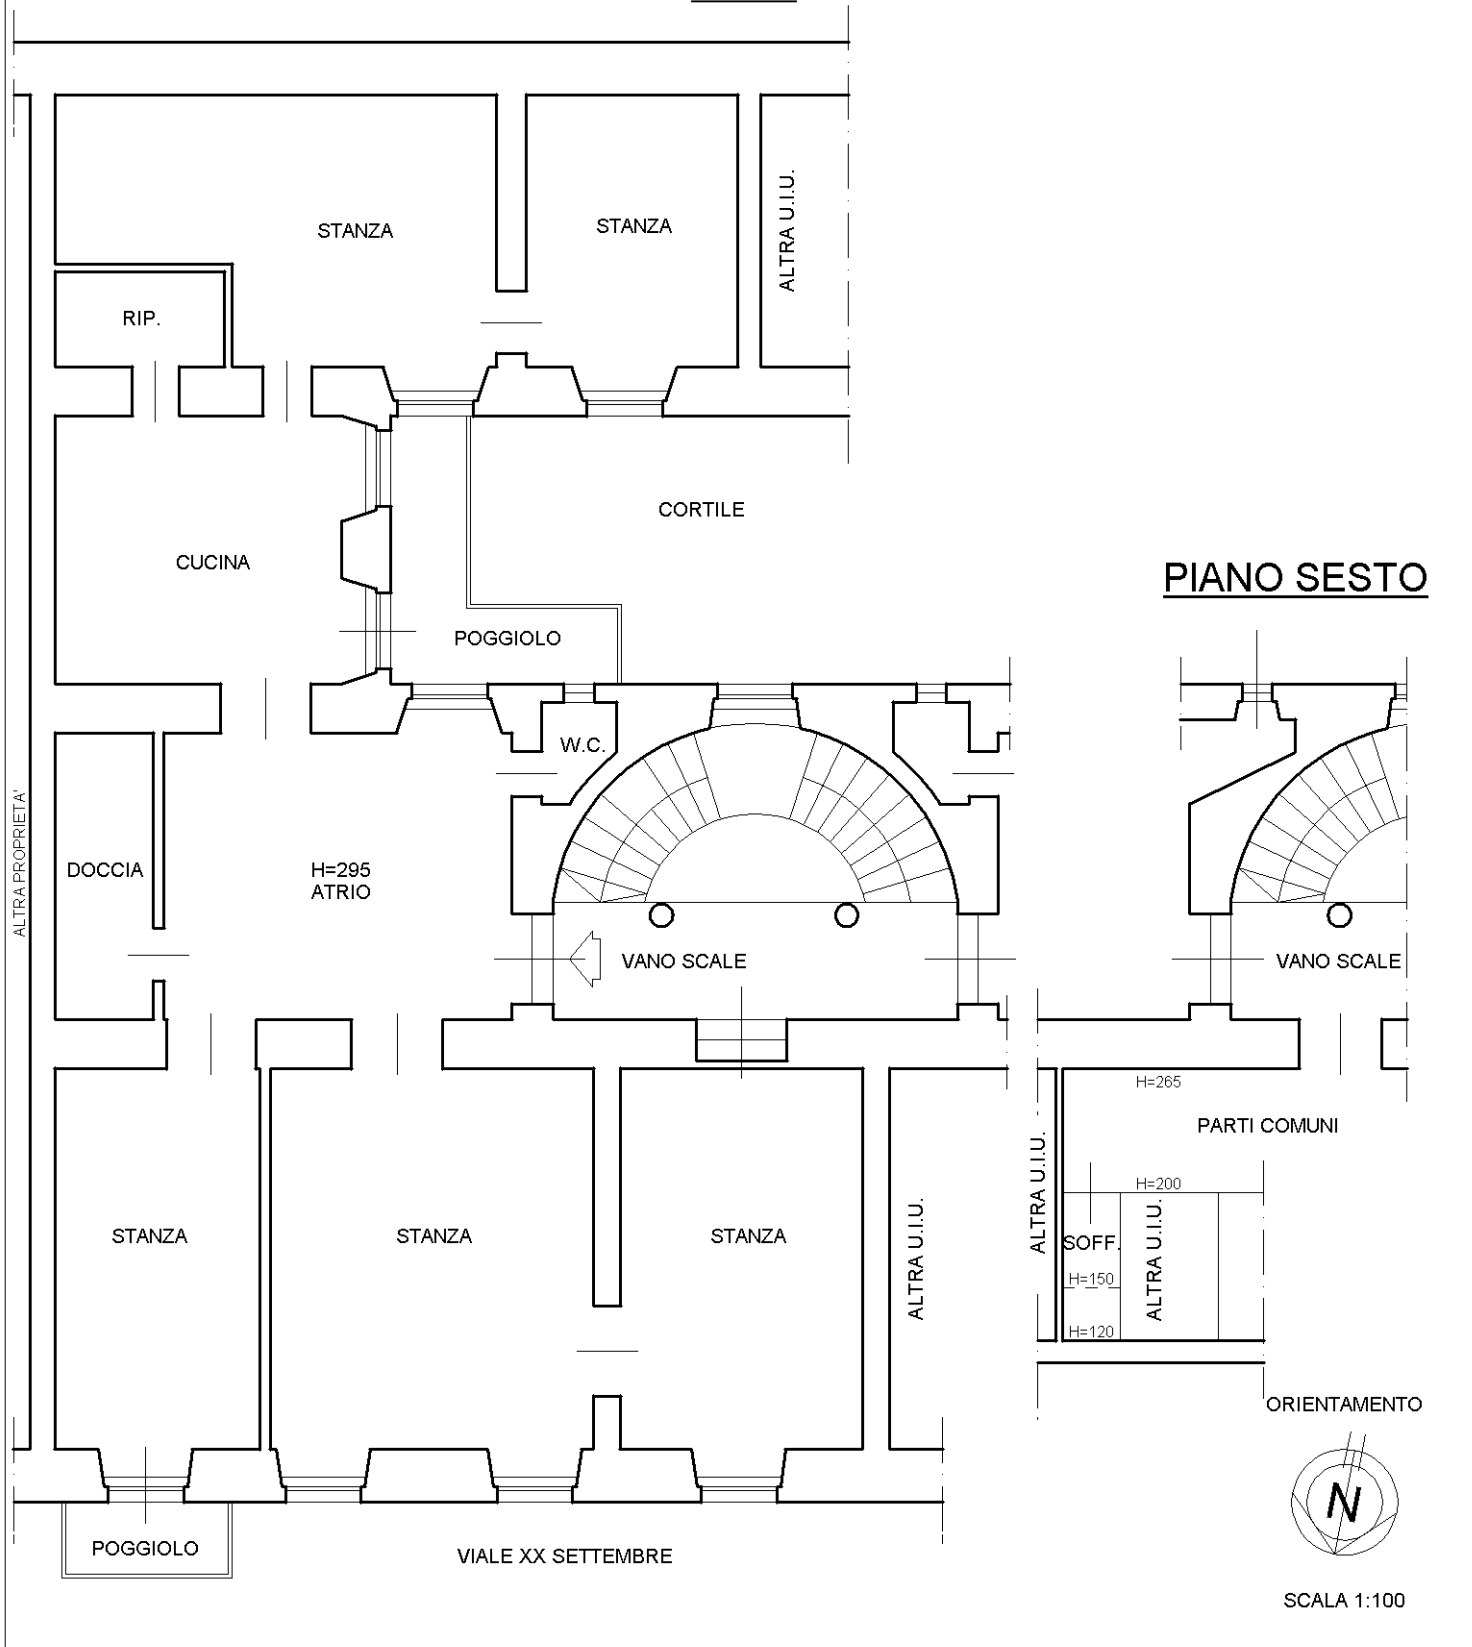 STANZA
STANZA
ALTRA U.I.U.
RIP.
CORTILE
CUCINA
PIANO SESTO
POGGIOLO
W.C.
ALTRA PROPRIETA'
DOCCIA
H=295
ATRIO
VANO SCALE
VANO SCALE
H=265
PARTI COMUNI
H=200
STANZA
STANZA
STANZA
ALTRA U.I.U.
ALTRA U.I.U.
SOFF.
ALTRA U.I.U.
H=150
H=120
ORIENTAMENTO
N
POGGIOLO
VIALE XX SETTEMBRE
SCALA 1:100